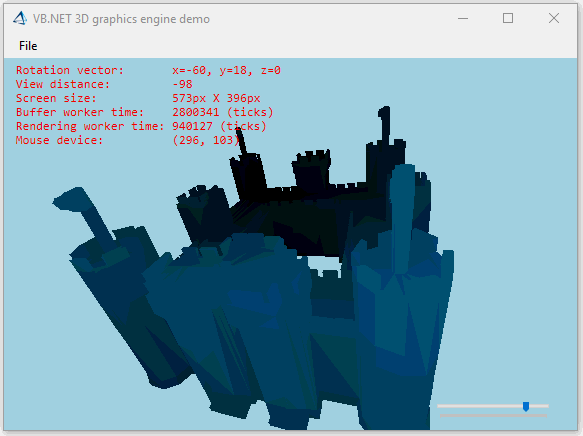 VB.NET 3D graphics engine demo
File
Rotation vector: x=-60, y=18, z=0
View distance: -98
Screen size: 573px X 396px
Buffer worker time: 2800341 (ticks)
Rendering worker time: 940127 (ticks)
Mouse device: (296, 103)